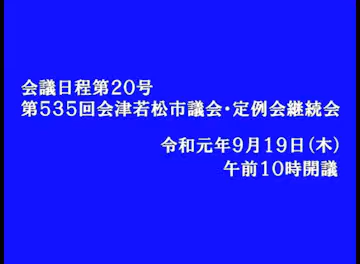 会議日程第20号
第535回会津若松市議会・定例会継続会
令和元年9月19日(木)
午前10時開議